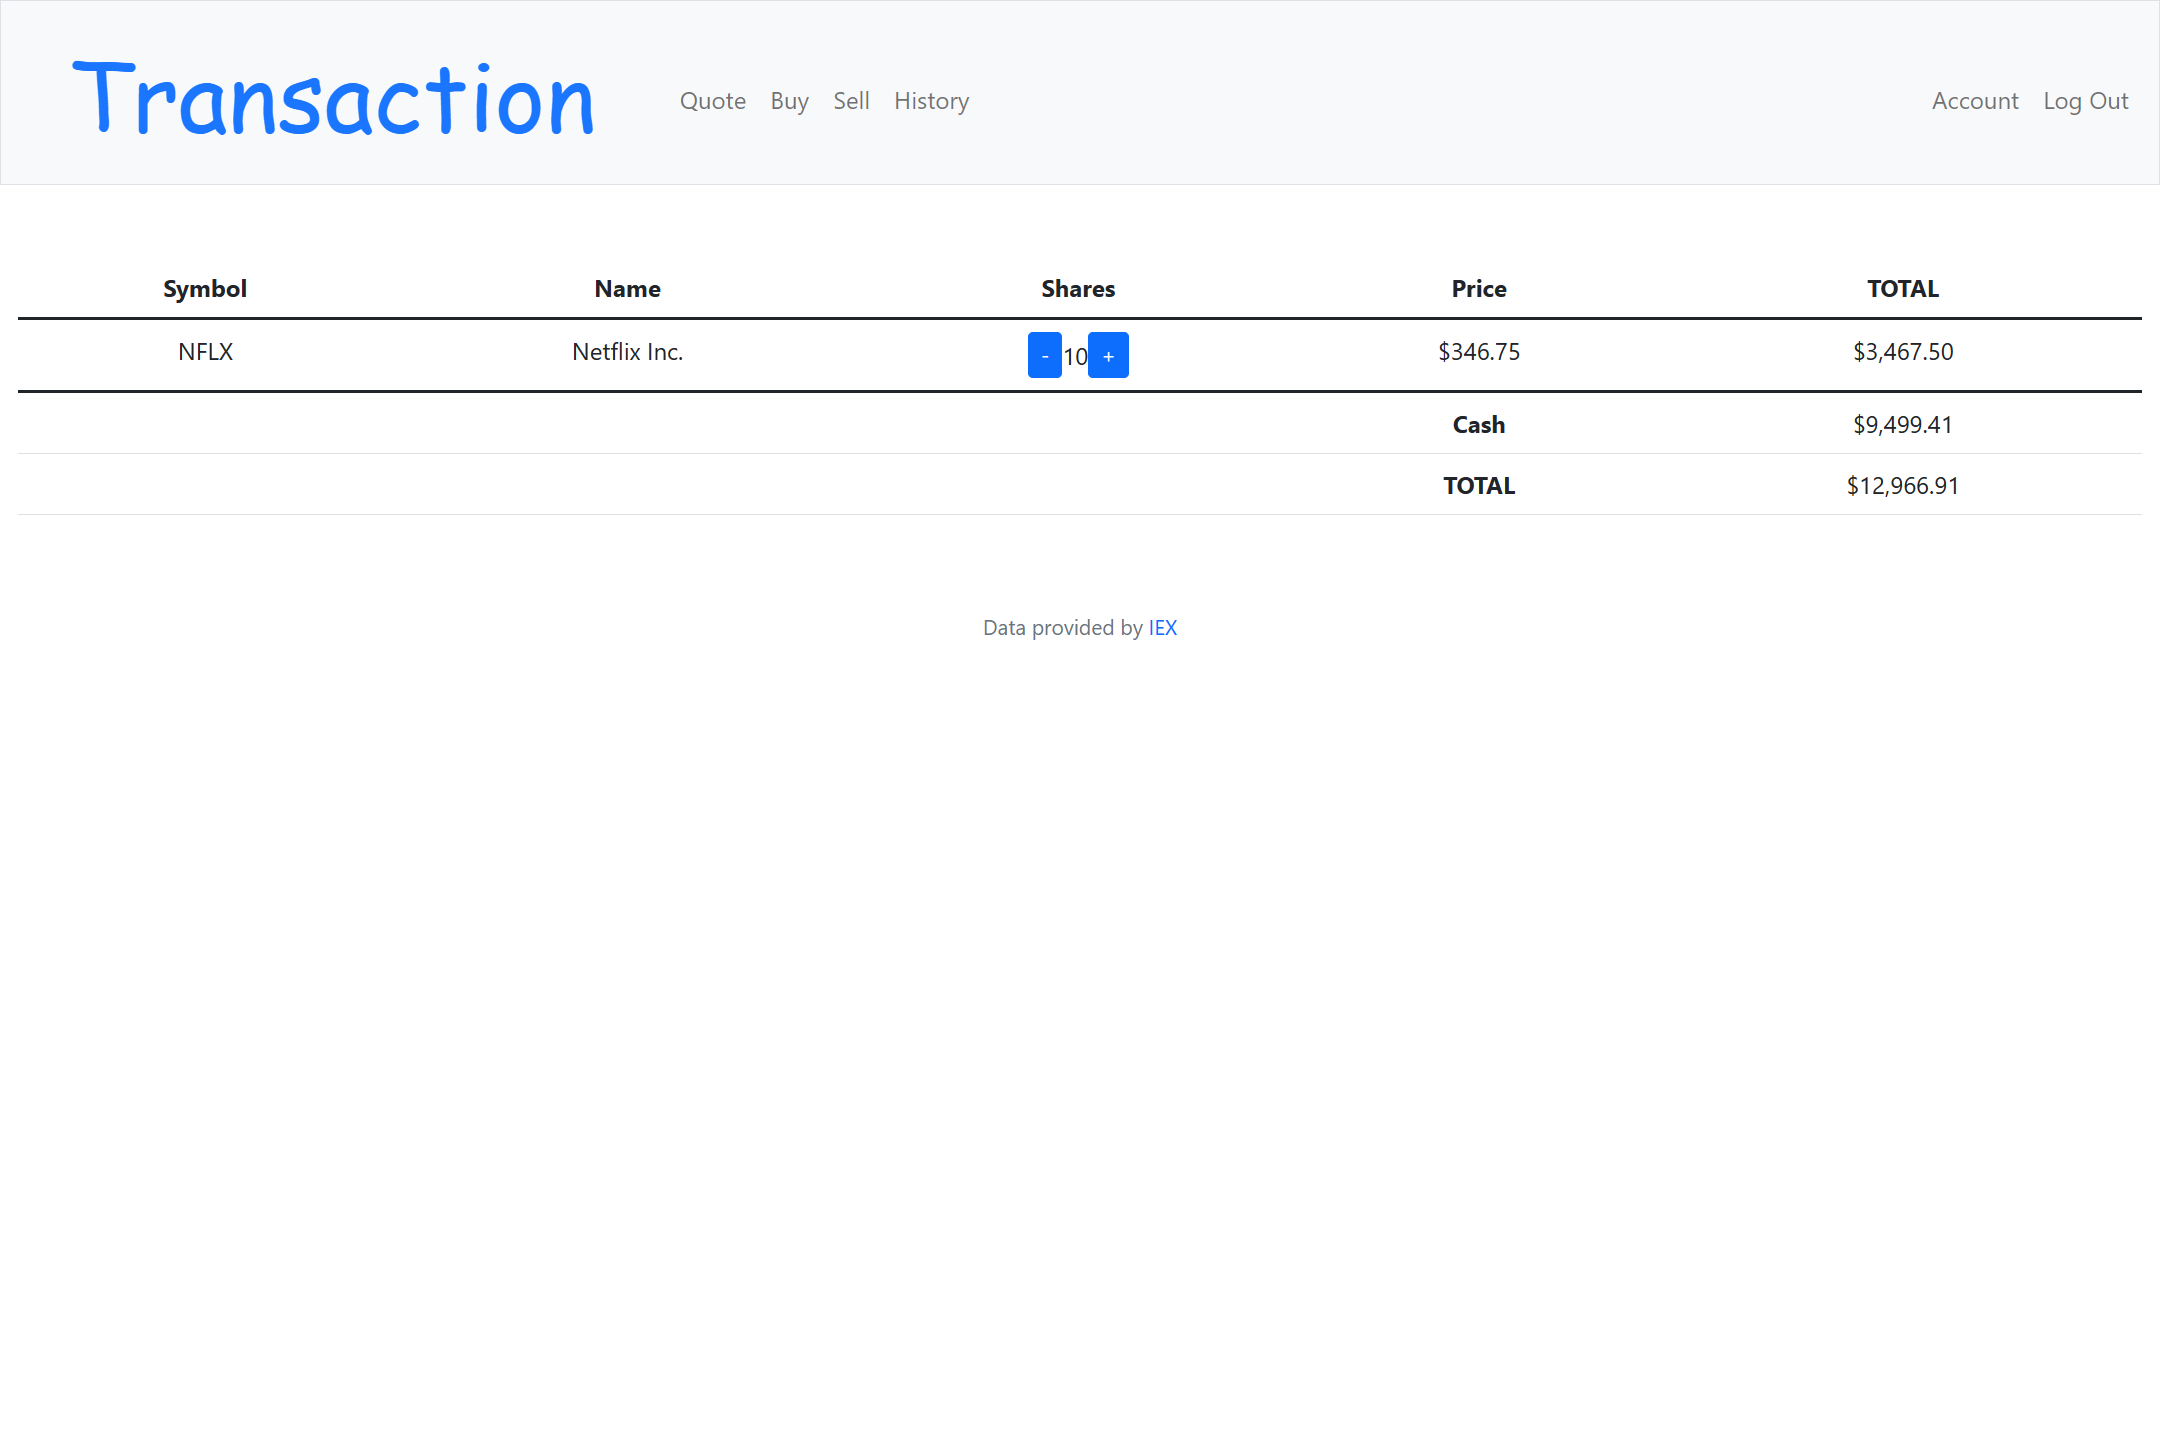 Transaction Quote Buy Sell History Account Log Out
Symbol Name Shares Price TOTAL
NFLX Netflix Inc. - 10 + $346.75 $3,467.50
Cash $9,499.41
TOTAL $12,966.91
Data provided by IEX